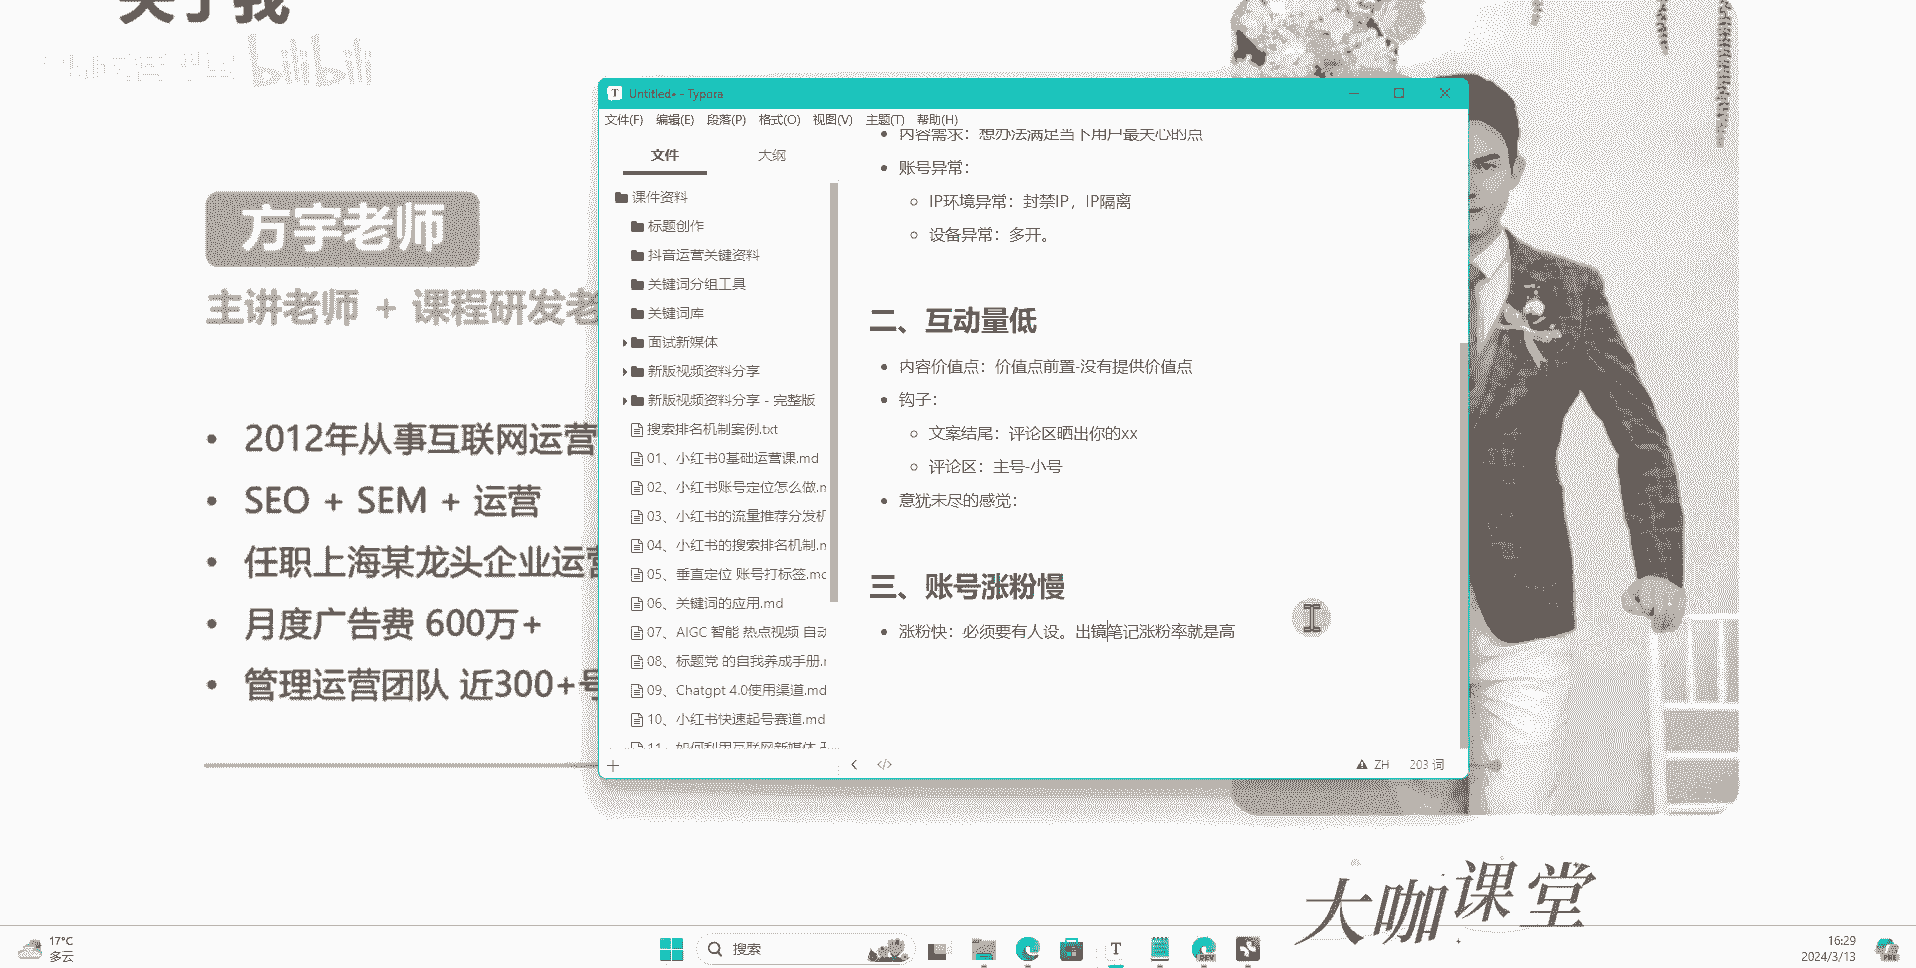 关于我
bilibili
方宇老师
主讲老师 + 课程研发老
• 2012年从事互联网运营
• SEO + SEM + 运营
• 任职上海某龙头企业运营
• 月度广告费 600万+
• 管理运营团队 近300+号
Untitled• - Typora
文件(F) 编辑(E) 段落(P) 格式(O) 视图(V) 主题(T) 帮助(H)
文件 大纲
课件资料
标题创作
抖音运营关键资料
关键词分组工具
关键词库
面试新媒体
新版视频资料分享
新版视频资料分享 - 完整版
搜索排名机制案例.txt
01、小红书0基础运营课.md
02、小红书账号定位怎么做.m
03、小红书的流量推荐分发机
04、小红书的搜索排名机制.m
05、垂直定位 账号打标签.md
06、关键词的应用.md
07、AIGC 智能 热点视频 自动
08、标题党 的自我养成手册.m
09、Chatgpt 4.0使用渠道.md
10、小红书快速起号赛道.md
11、如何利用互联网新媒体
• 内容需求：想办法满足当下用户最关心的点
• 账号异常：
IP环境异常：封禁IP，IP隔离
设备异常：多开。
二、互动量低
• 内容价值点：价值点前置-没有提供价值点
• 钩子：
文案结尾：评论区晒出你的xx
评论区：主号-小号
• 意犹未尽的感觉：
三、账号涨粉慢
• 涨粉快：必须要有人设。出镜笔记涨粉率就是高
ZH 203 词
大咖课堂
17°C
多云
搜索
16:29
2024/3/13